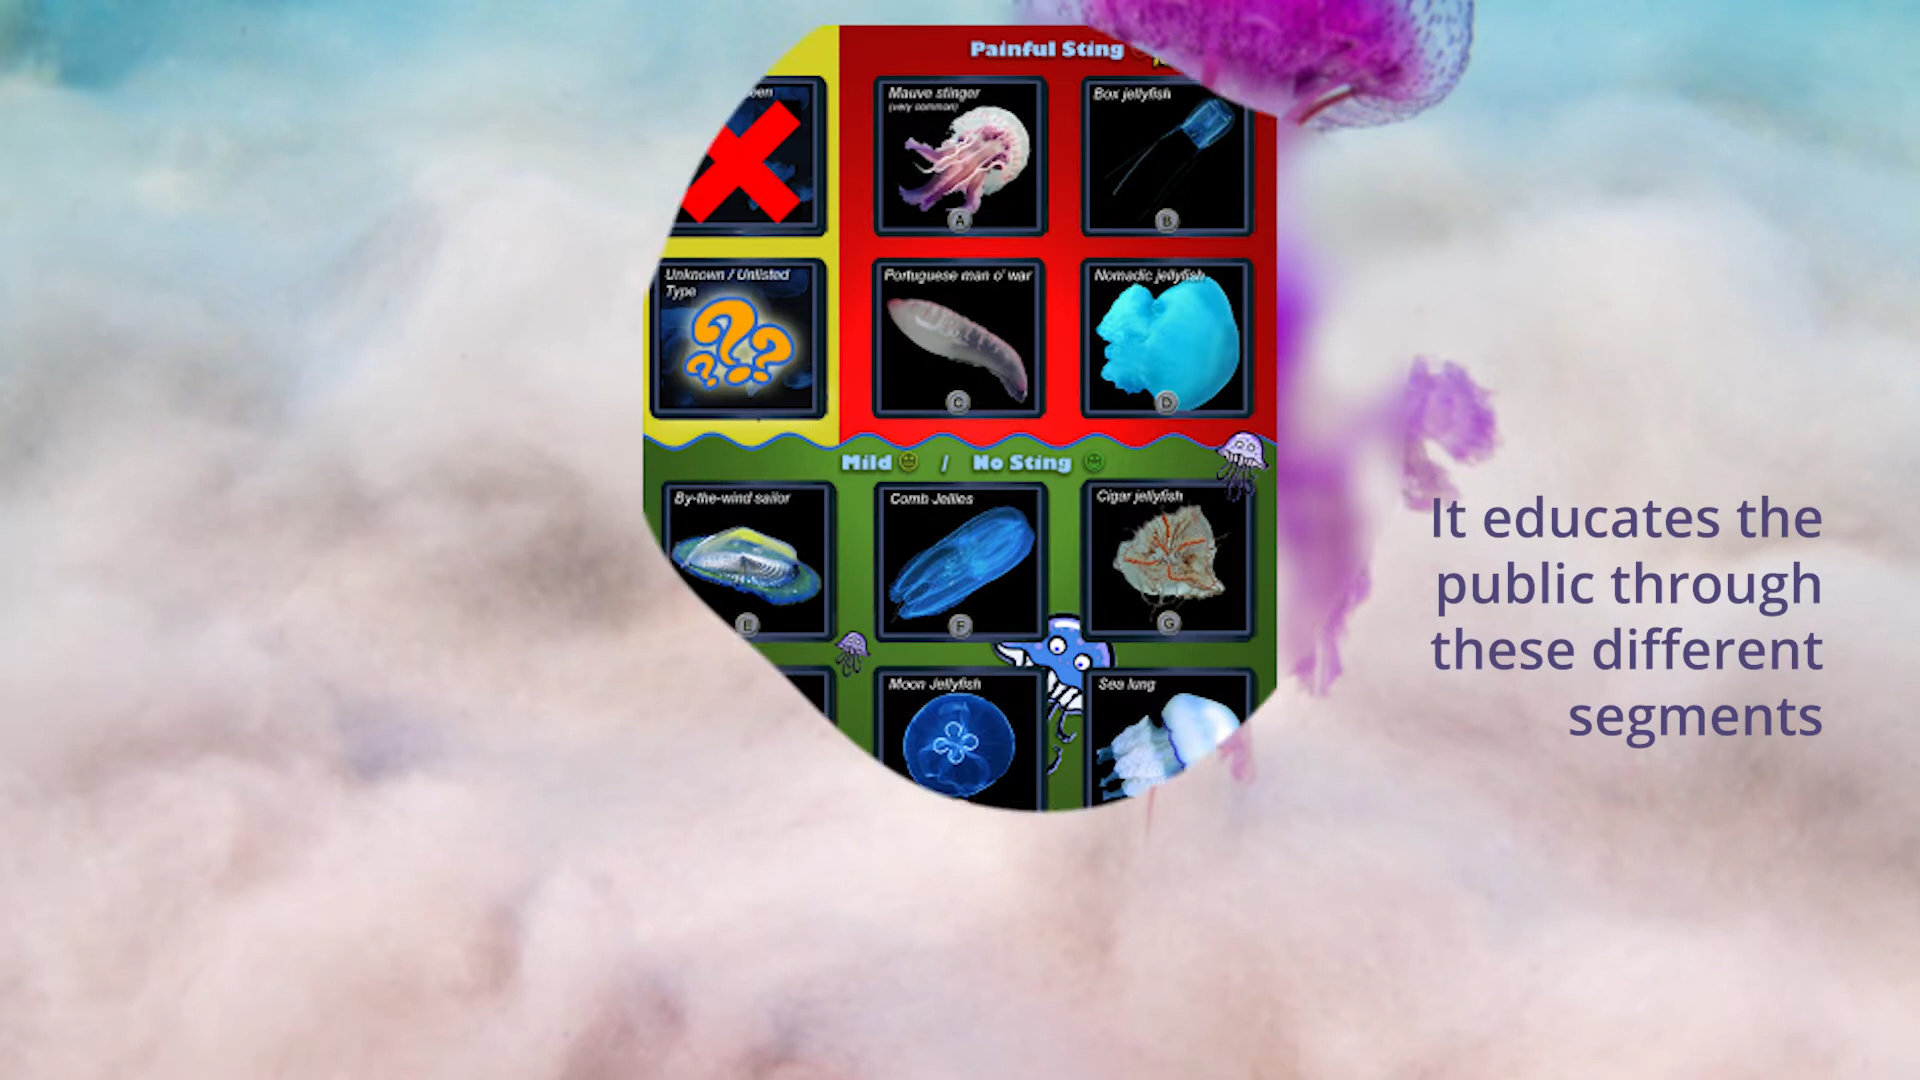 Painful Sting
Mauve stinger
(very common)
Box jellyfish
A
B
Unknown / Unlisted
Type
Portuguese man o' war
Nomadic jellyfish
? ? ?
C
D
Mild / No Sting
By-the-wind sailor
Comb Jellies
Cigar jellyfish
E
F
G
Moon Jellyfish
Sea lung
It educates the
public through
these different
segments